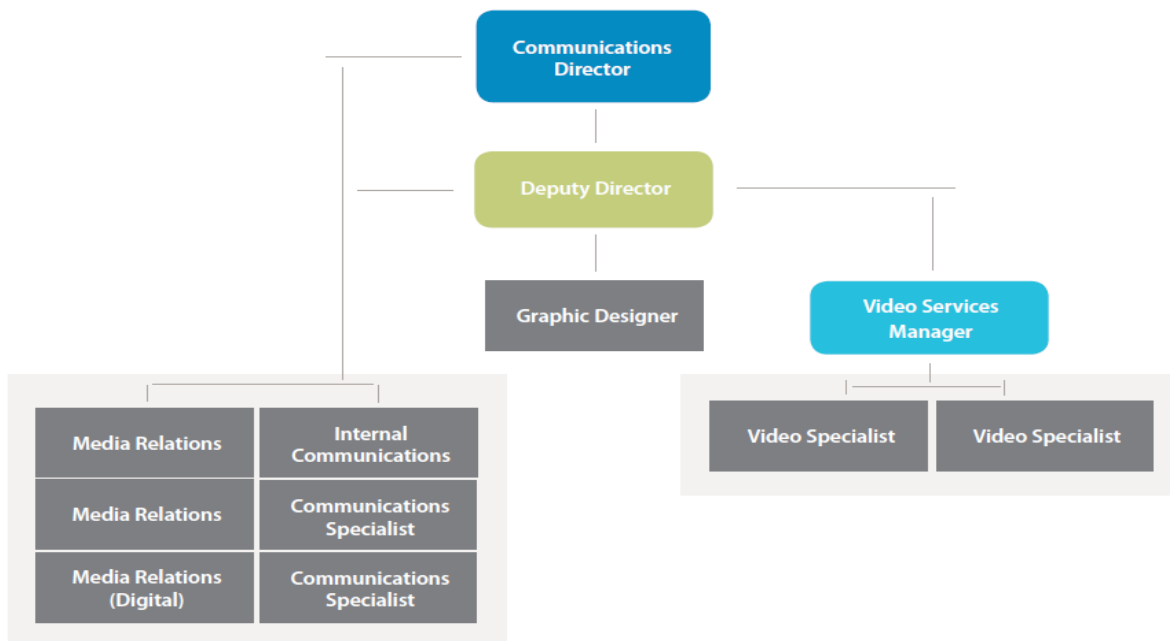 Communications
Director
Deputy Director
Graphic Designer
Video Services
Manager
Media Relations
Internal
Communications
Video Specialist
Video Specialist
Media Relations
Communications
Specialist
Media Relations
(Digital)
Communications
Specialist